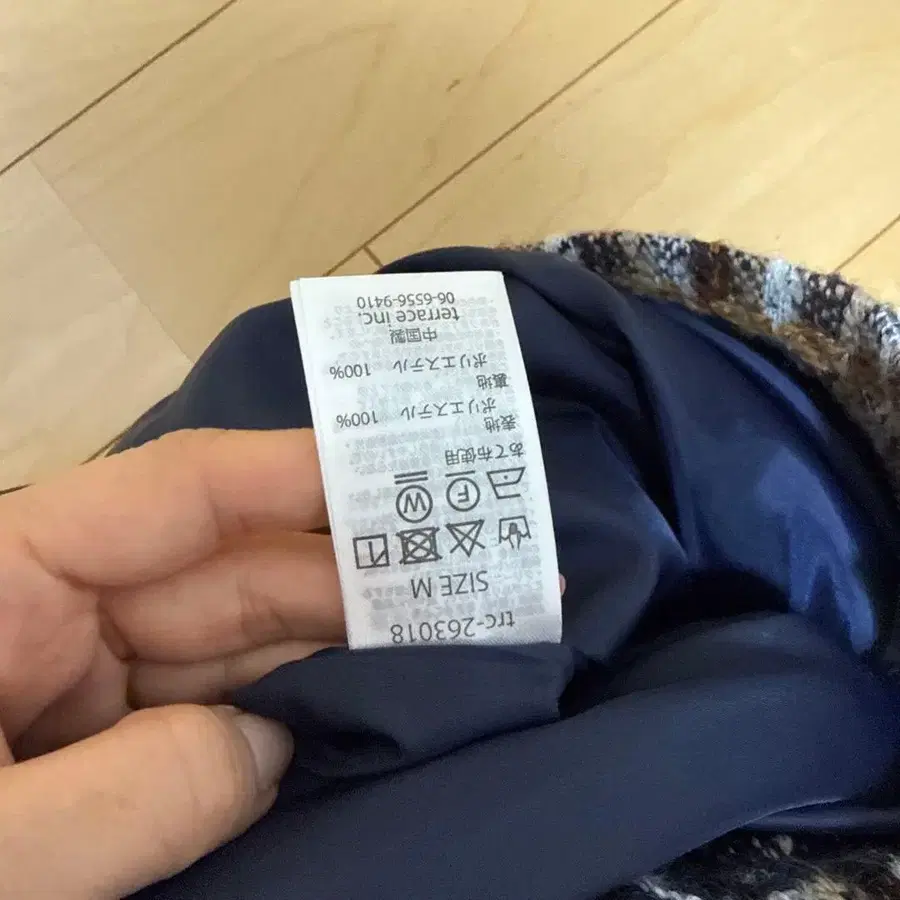 trc-263018
SIZE M
あて布使用
表地
ポリエステル 100%
裏地
ポリエステル 100%
中国製
terrace inc.
06-6556-9410